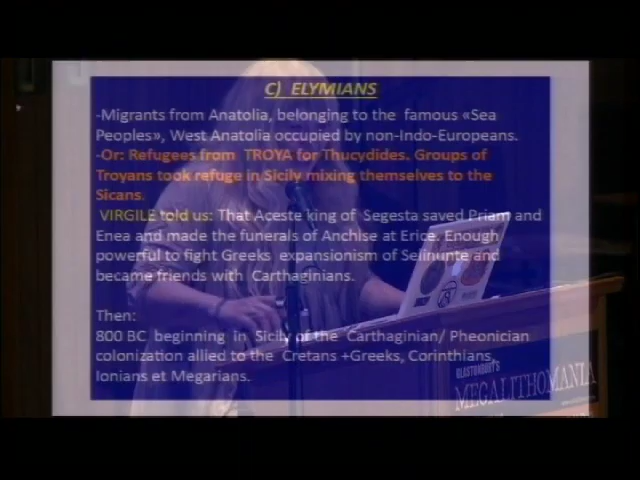 C) ELYMIANS
-Migrants from Anatolia, belonging to the famous «Sea
Peoples», West Anatolia occupied by non-Indo-Europeans.
-Or: Refugees from TROYA for Thucydides. Groups of
Troyans took refuge in Sicily mixing themselves to the
Sicans.
VIRGILE told us: That Aceste king of Segesta saved Priam and
Enea and made the funerals of Anchise at Erice. Enough
powerful to fight Greeks expansionism of Selinunte and
became friends with Carthaginians.
Then:
800 BC beginning in Sicily of the Carthaginian/ Pheonician
colonization allied to the Cretans +Greeks, Corinthians,
Ionians et Megarians.
GLASTONBURY'S
MEGALITHOMANIA